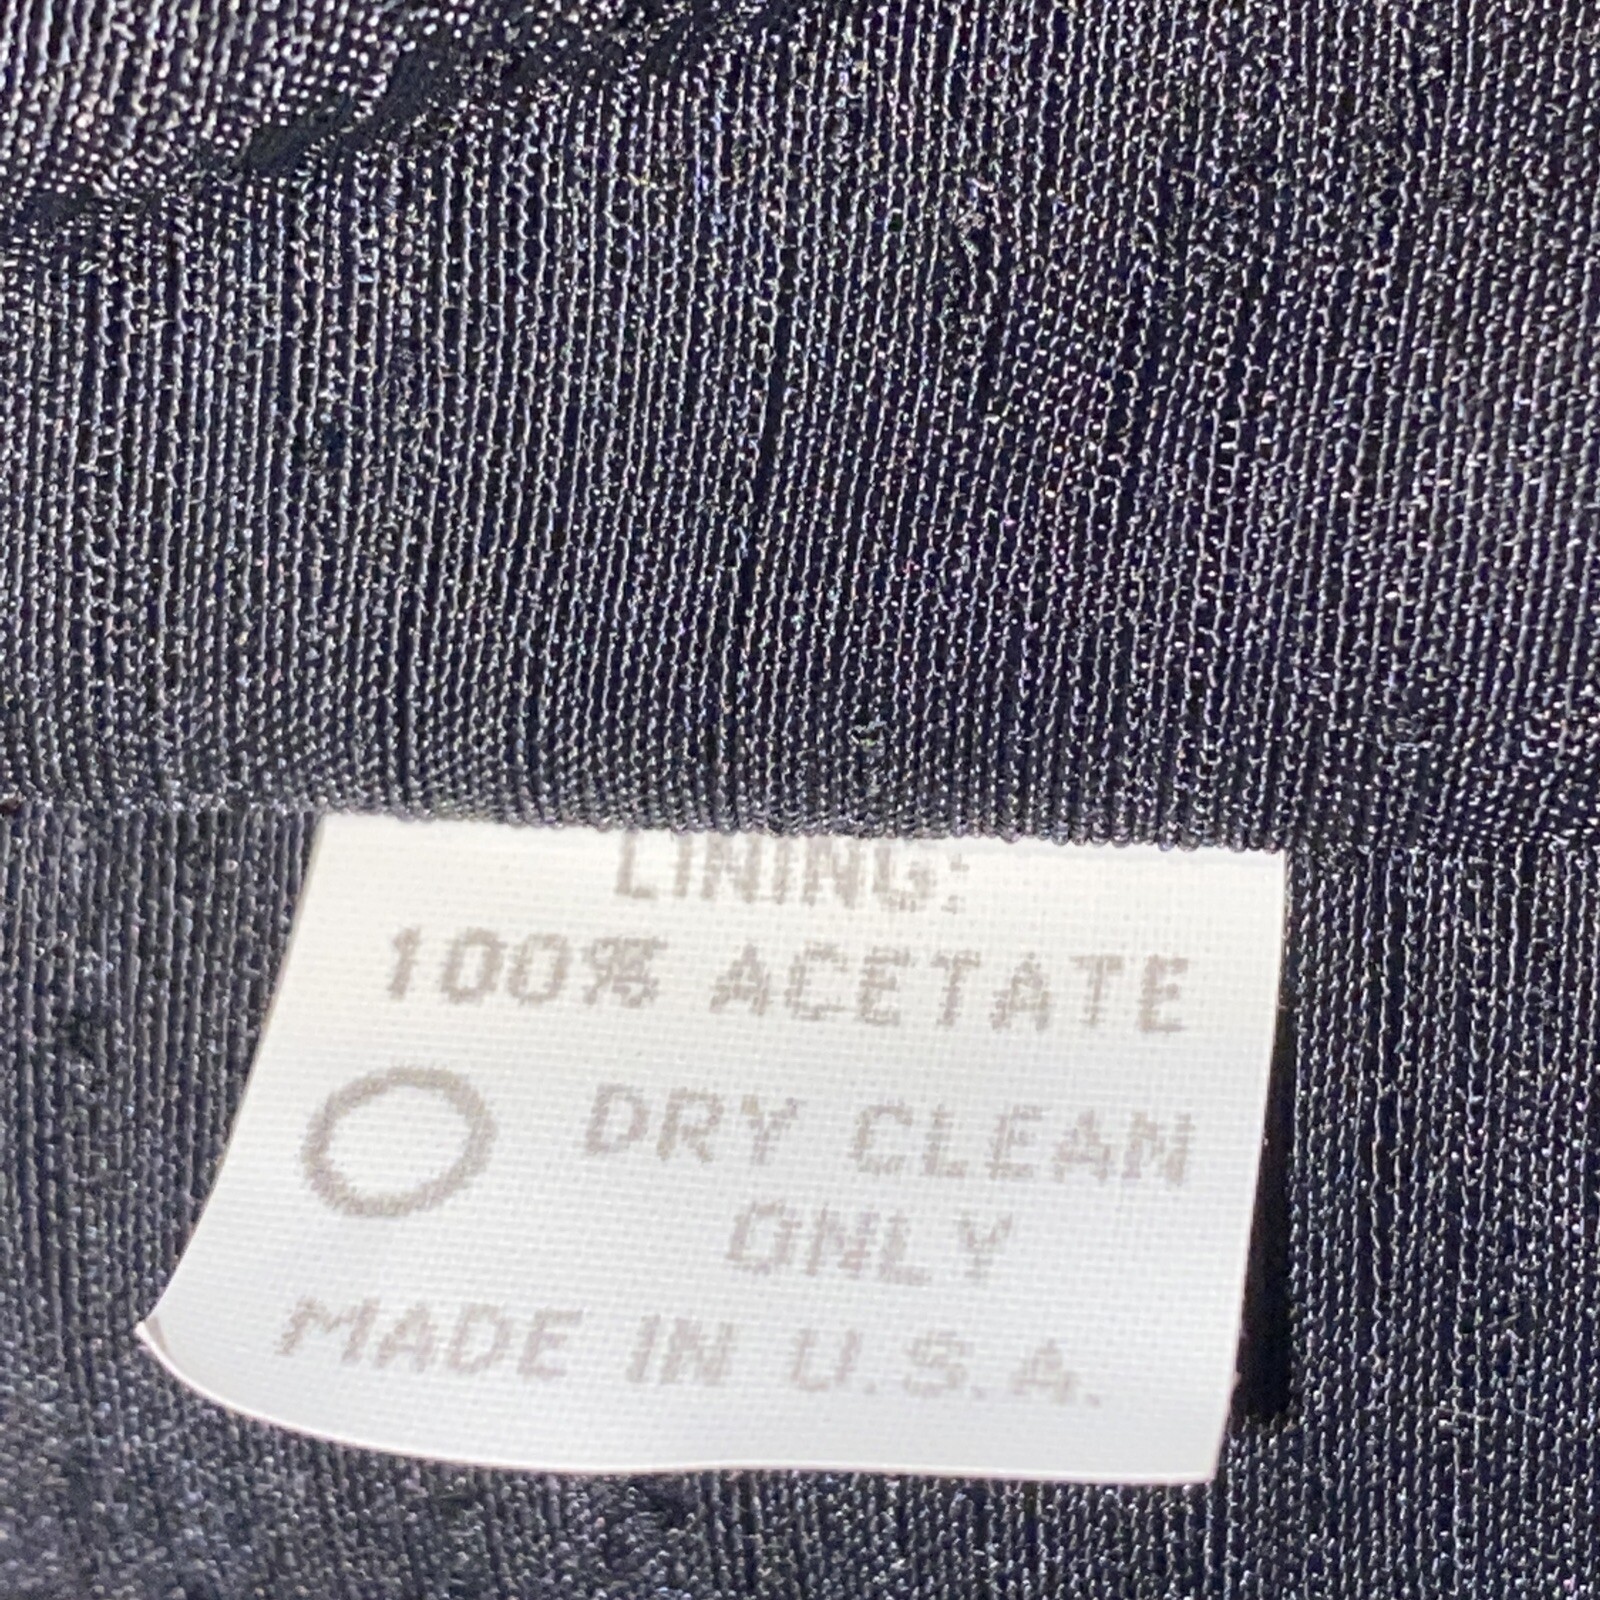 LINING:
100% ACETATE
DRY CLEAN
ONLY
MADE IN U.S.A.